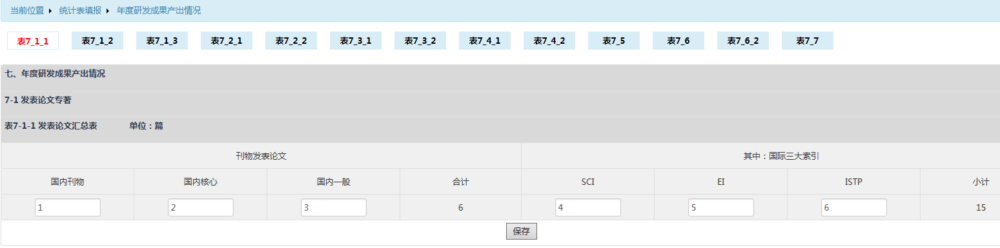 当前位置 统计表填报 年度研发成果产出情况
表7_1_1 表7_1_2 表7_1_3 表7_2_1 表7_2_2 表7_3_1 表7_3_2 表7_4_1 表7_4_2 表7_5 表7_6 表7_6_2 表7_7
七、年度研发成果产出情况
7-1 发表论文专著
表7-1-1 发表论文汇总表 单位：篇
刊物发表论文 其中：国际三大索引
国内刊物 国内核心 国内一般 合计 SCI EI ISTP 小计
1 2 3 6 4 5 6 15
保存